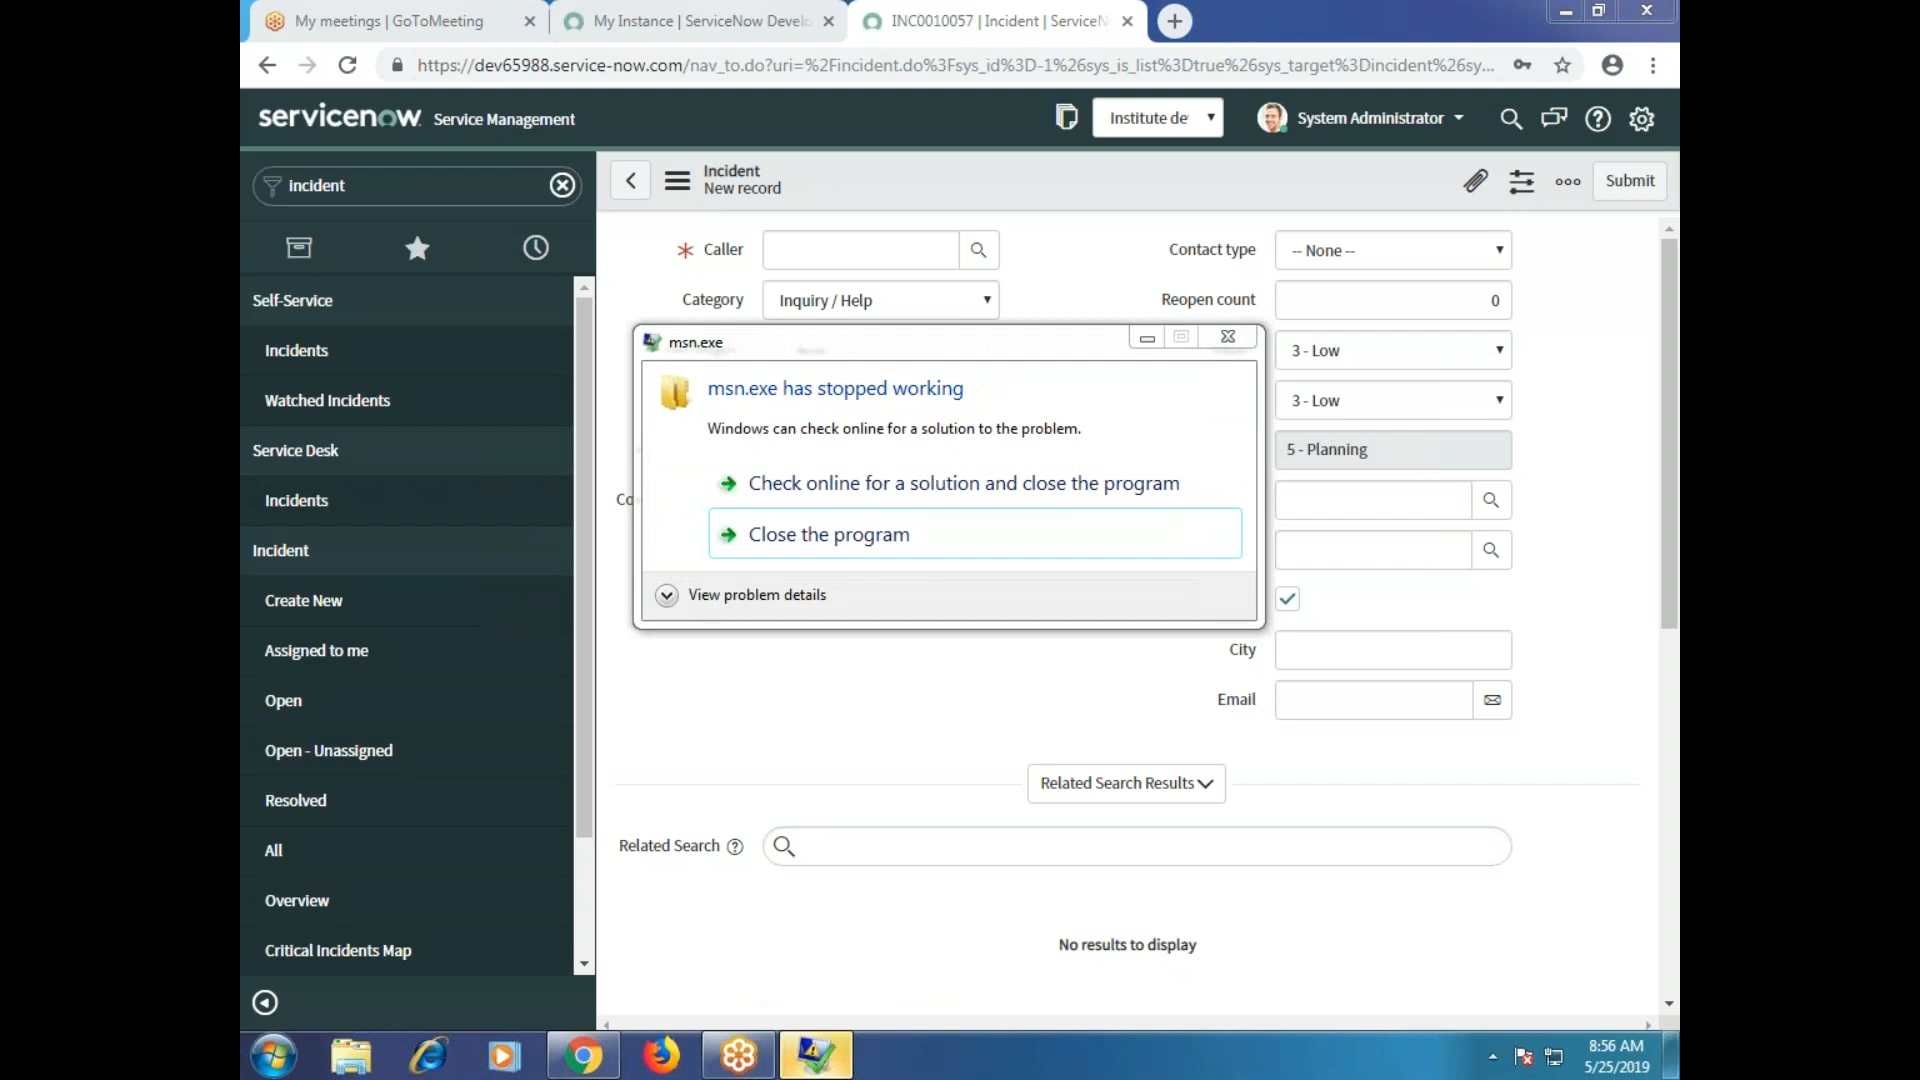 My meetings | GoToMeeting
My Instance | ServiceNow Develo
INC0010057 | Incident | ServiceN
https://dev65988.service-now.com/nav_to.do?uri=%2Fincident.do%3Fsys_id%3D-1%26sys_is_list%3Dtrue%26sys_target%3Dincident%26sy...
servicenow Service Management
Institute de
System Administrator
incident
Incident
New record
Submit
Self-Service
Incidents
Watched Incidents
Service Desk
Incidents
Incident
Create New
Assigned to me
Open
Open - Unassigned
Resolved
All
Overview
Critical Incidents Map
Caller
Contact type
-- None --
Category
Inquiry / Help
Reopen count
0
3 - Low
3 - Low
5 - Planning
Co
msn.exe
msn.exe has stopped working
Windows can check online for a solution to the problem.
Check online for a solution and close the program
Close the program
View problem details
City
Email
Related Search Results
Related Search
No results to display
8:56 AM
5/25/2019